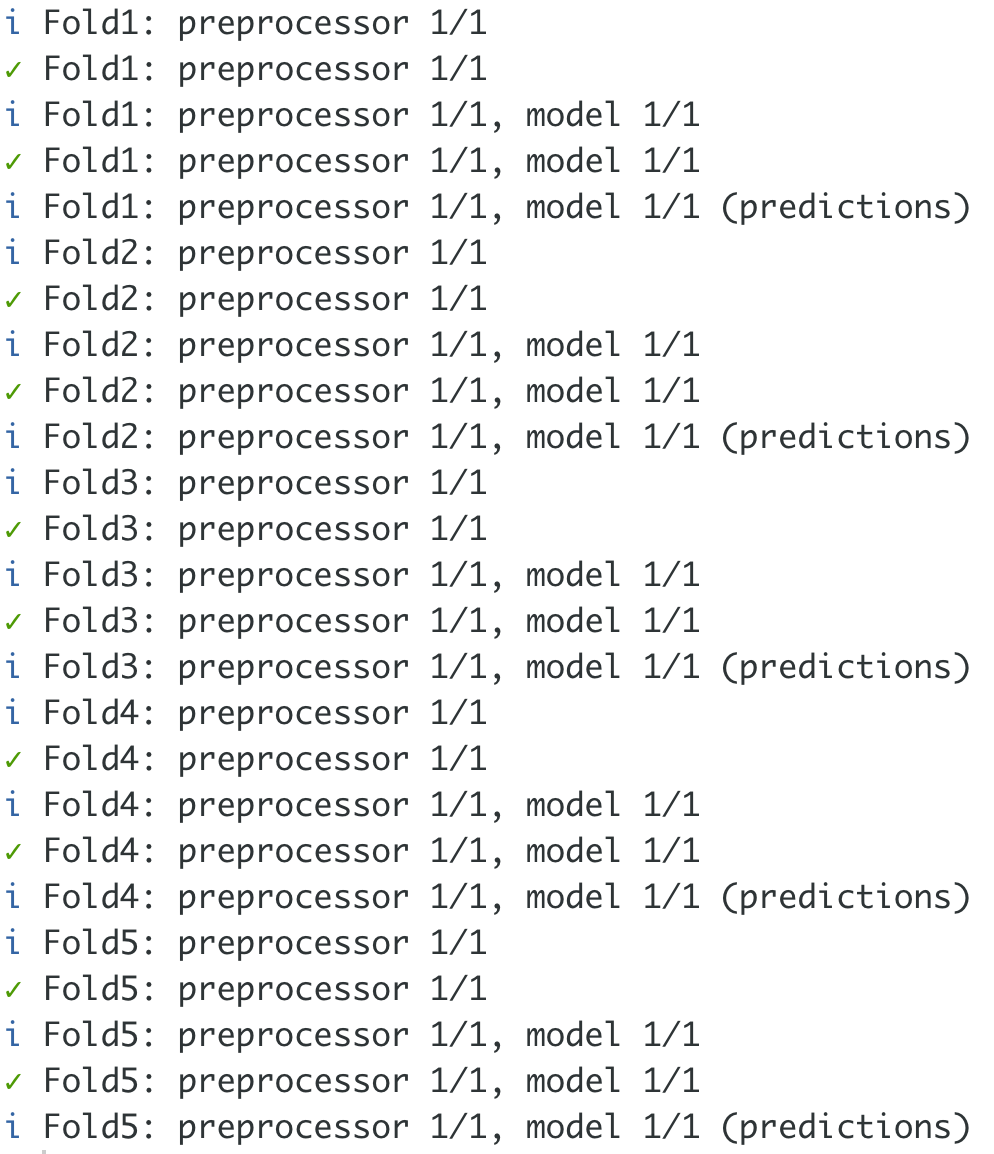 i Fold1: preprocessor 1/1
✓ Fold1: preprocessor 1/1
i Fold1: preprocessor 1/1, model 1/1
✓ Fold1: preprocessor 1/1, model 1/1
i Fold1: preprocessor 1/1, model 1/1 (predictions)
i Fold2: preprocessor 1/1
✓ Fold2: preprocessor 1/1
i Fold2: preprocessor 1/1, model 1/1
✓ Fold2: preprocessor 1/1, model 1/1
i Fold2: preprocessor 1/1, model 1/1 (predictions)
i Fold3: preprocessor 1/1
✓ Fold3: preprocessor 1/1
i Fold3: preprocessor 1/1, model 1/1
✓ Fold3: preprocessor 1/1, model 1/1
i Fold3: preprocessor 1/1, model 1/1 (predictions)
i Fold4: preprocessor 1/1
✓ Fold4: preprocessor 1/1
i Fold4: preprocessor 1/1, model 1/1
✓ Fold4: preprocessor 1/1, model 1/1
i Fold4: preprocessor 1/1, model 1/1 (predictions)
i Fold5: preprocessor 1/1
✓ Fold5: preprocessor 1/1
i Fold5: preprocessor 1/1, model 1/1
✓ Fold5: preprocessor 1/1, model 1/1
i Fold5: preprocessor 1/1, model 1/1 (predictions)